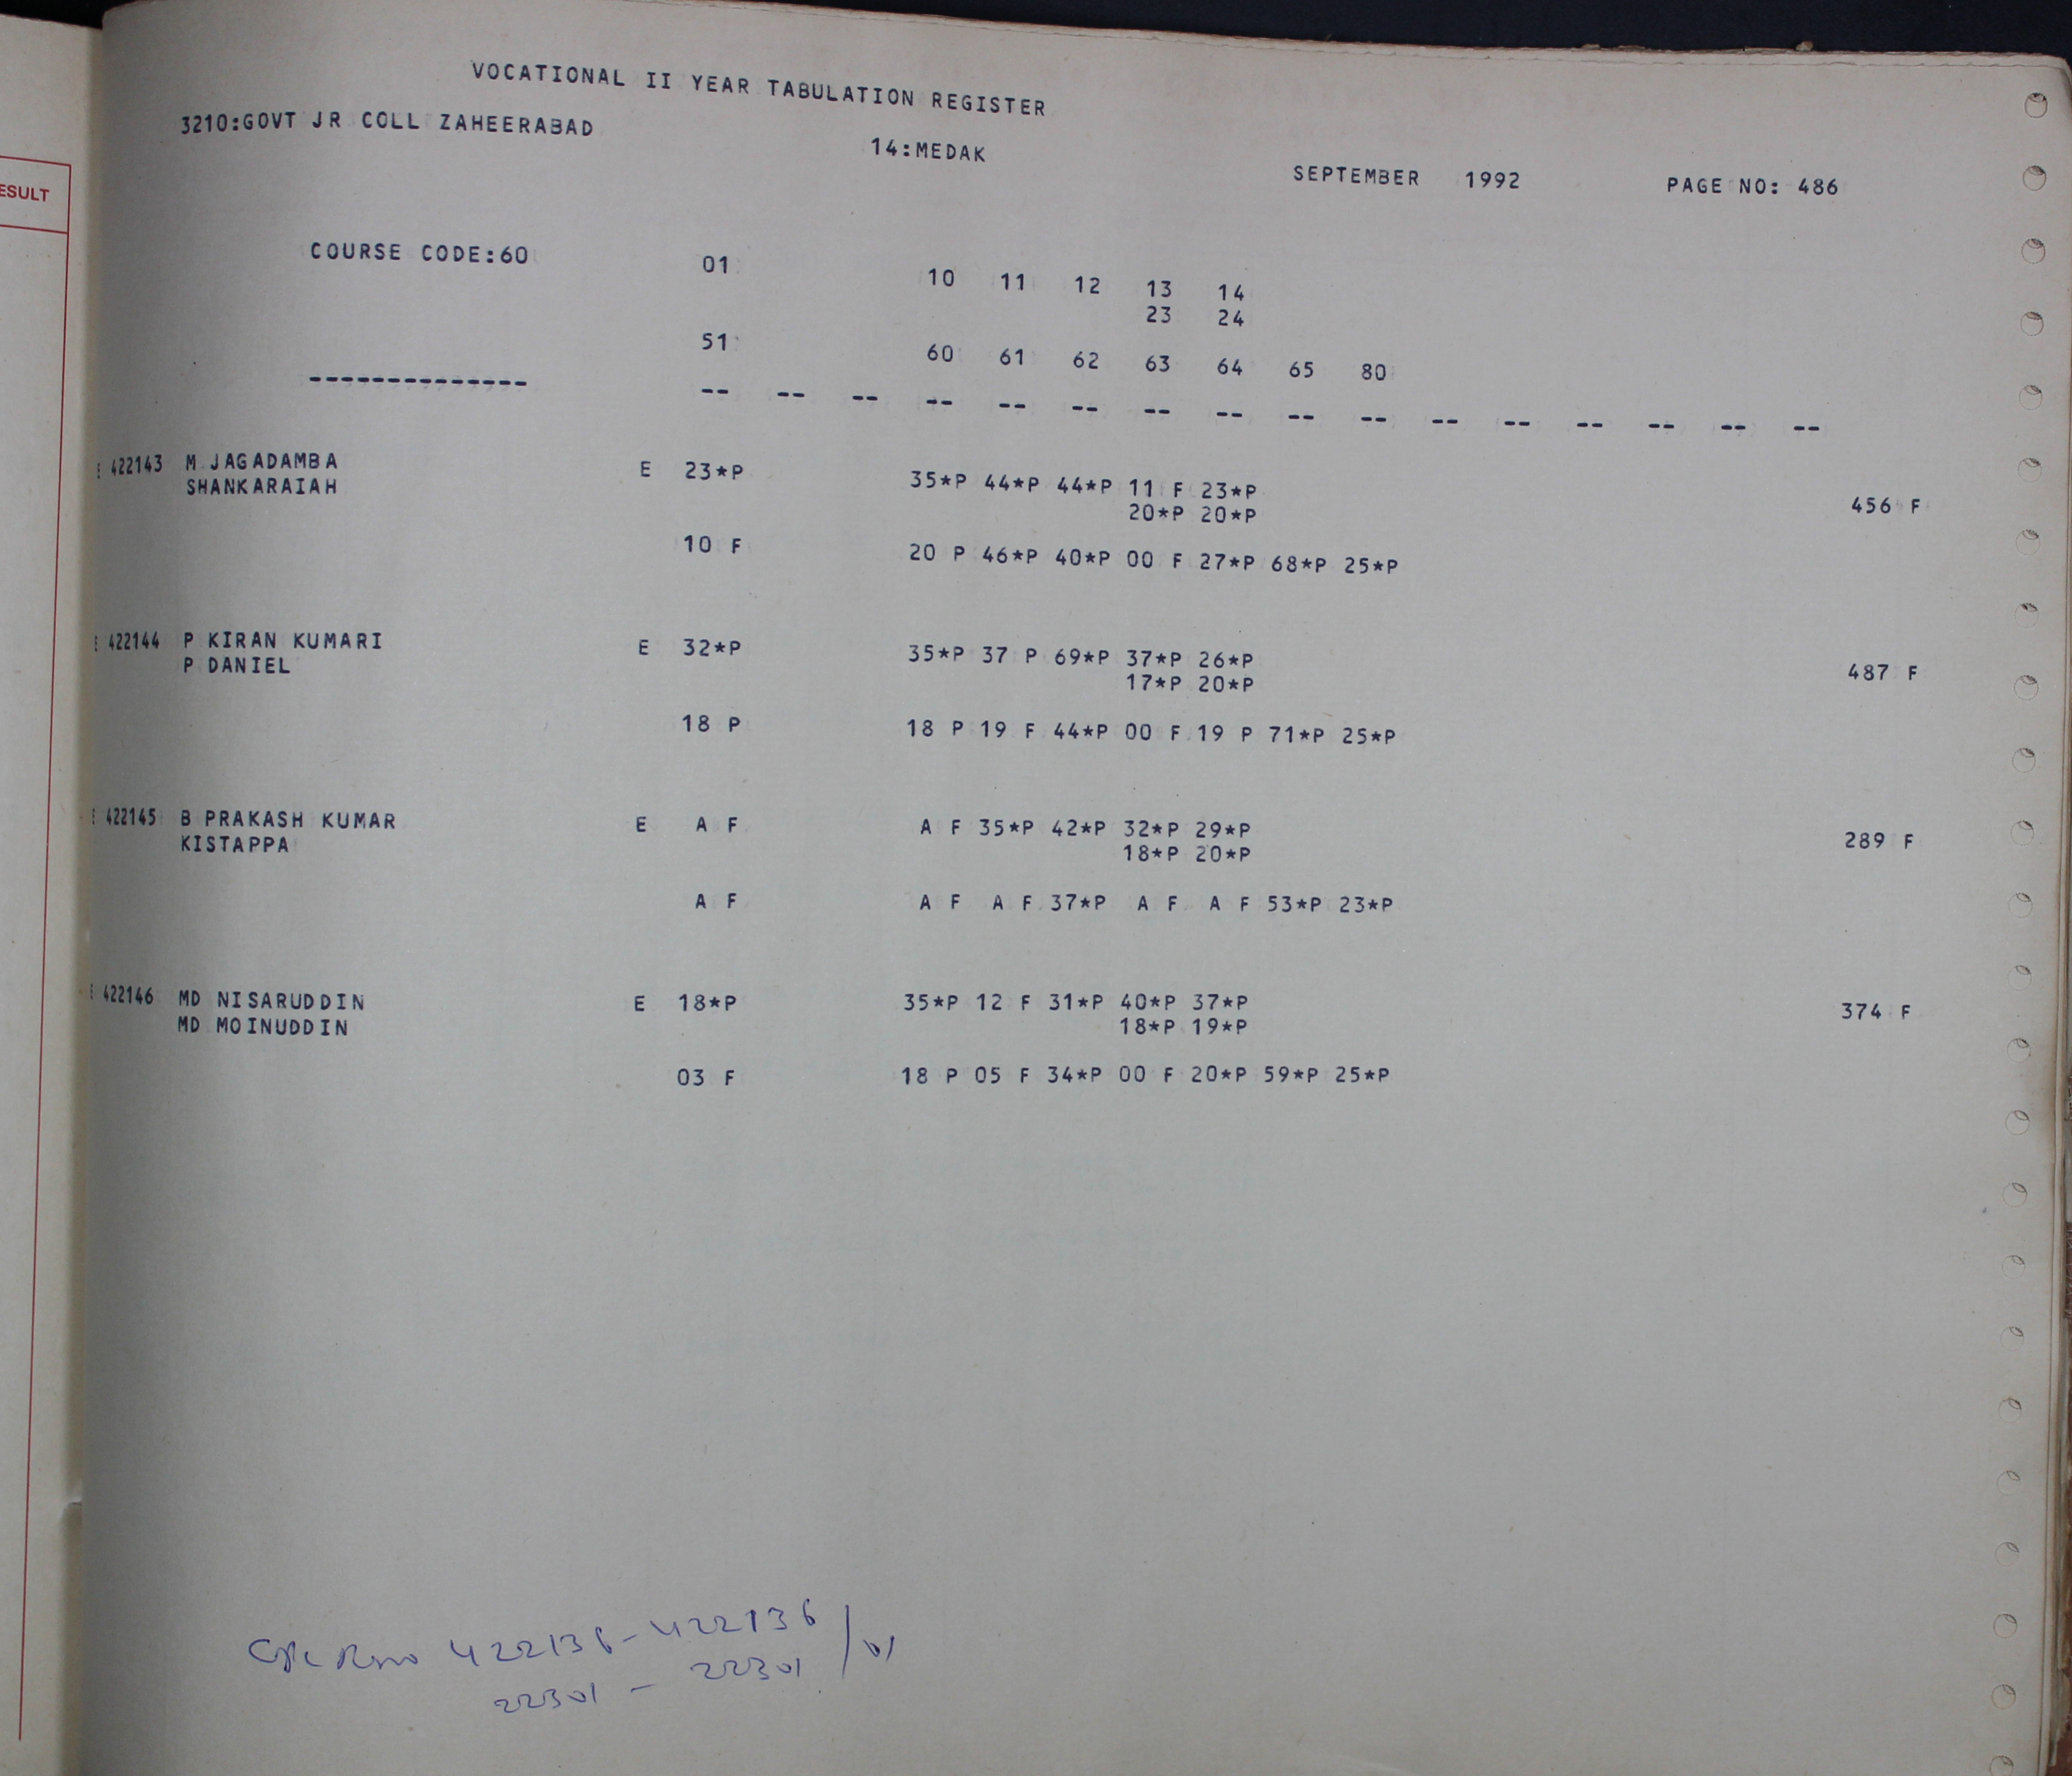 ESULT
VOCATIONAL II YEAR TABULATION REGISTER
3210:GOVT JR COLL ZAHEERABAD 14:MEDAK SEPTEMBER 1992 PAGE NO: 486
COURSE CODE:60 01 10 11 12 13 14
23 24
51 60 61 62 63 64 65 80
-------------- -- -- -- -- -- -- -- -- -- -- -- -- -- -- -- --
E 422143 M JAGADAMBA E 23*P 35*P 44*P 44*P 11 F 23*P
SHANKARAIAH 20*P 20*P 456 F
10 F 20 P 46*P 40*P 00 F 27*P 68*P 25*P
E 422144 P KIRAN KUMARI E 32*P 35*P 37 P 69*P 37*P 26*P
P DANIEL 17*P 20*P 487 F
18 P 18 P 19 F 44*P 00 F 19 P 71*P 25*P
E 422145 B PRAKASH KUMAR E A F A F 35*P 42*P 32*P 29*P
KISTAPPA 18*P 20*P 289 F
A F A F A F 37*P A F A F 53*P 23*P
E 422146 MD NISARUDDIN E 18*P 35*P 12 F 31*P 40*P 37*P
MD MOINUDDIN 18*P 19*P 374 F
03 F 18 P 05 F 34*P 00 F 20*P 59*P 25*P
422136 - 422136
22301 - 22301 /01